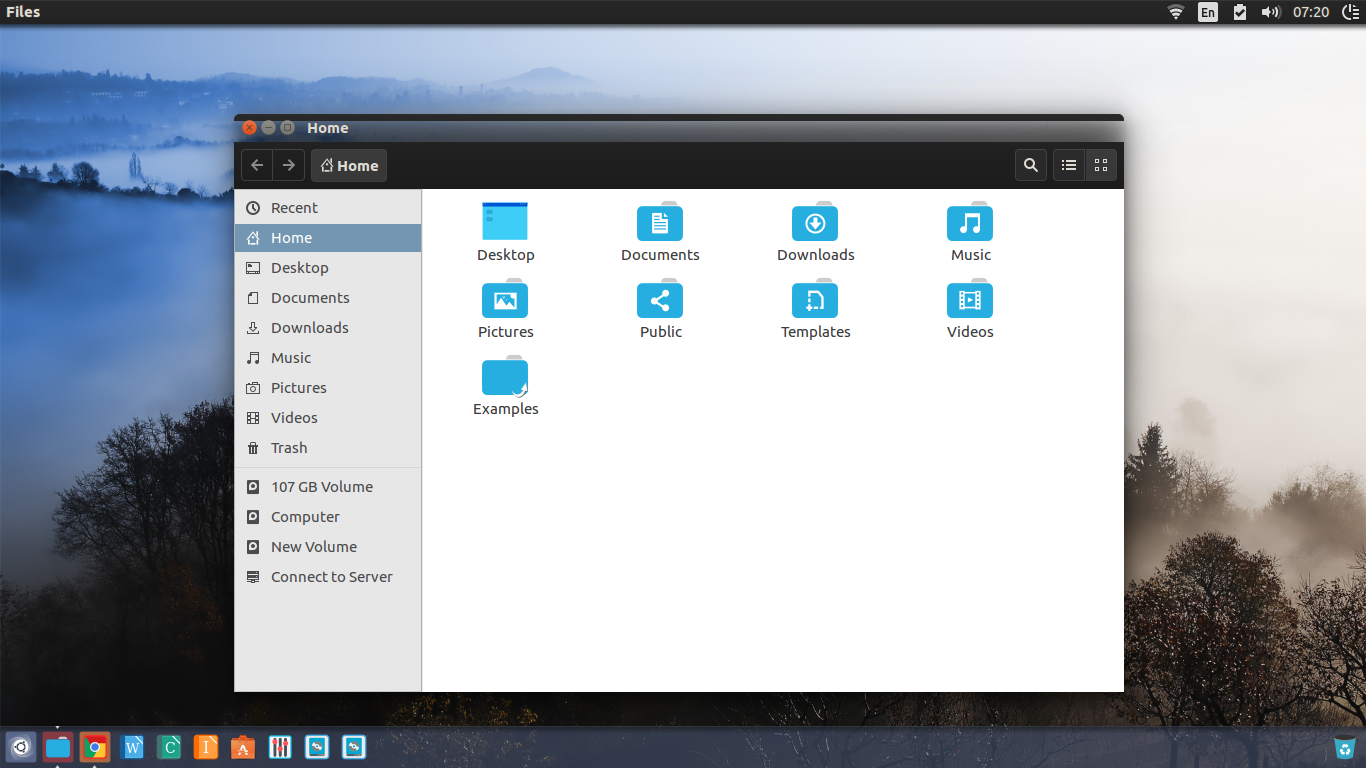 Files
En
07:20
Home
Home
Recent
Home
Desktop
Documents
Downloads
Music
Pictures
Videos
Trash
107 GB Volume
Computer
New Volume
Connect to Server
Desktop
Documents
Downloads
Music
Pictures
Public
Templates
Videos
Examples
W
C
I
A